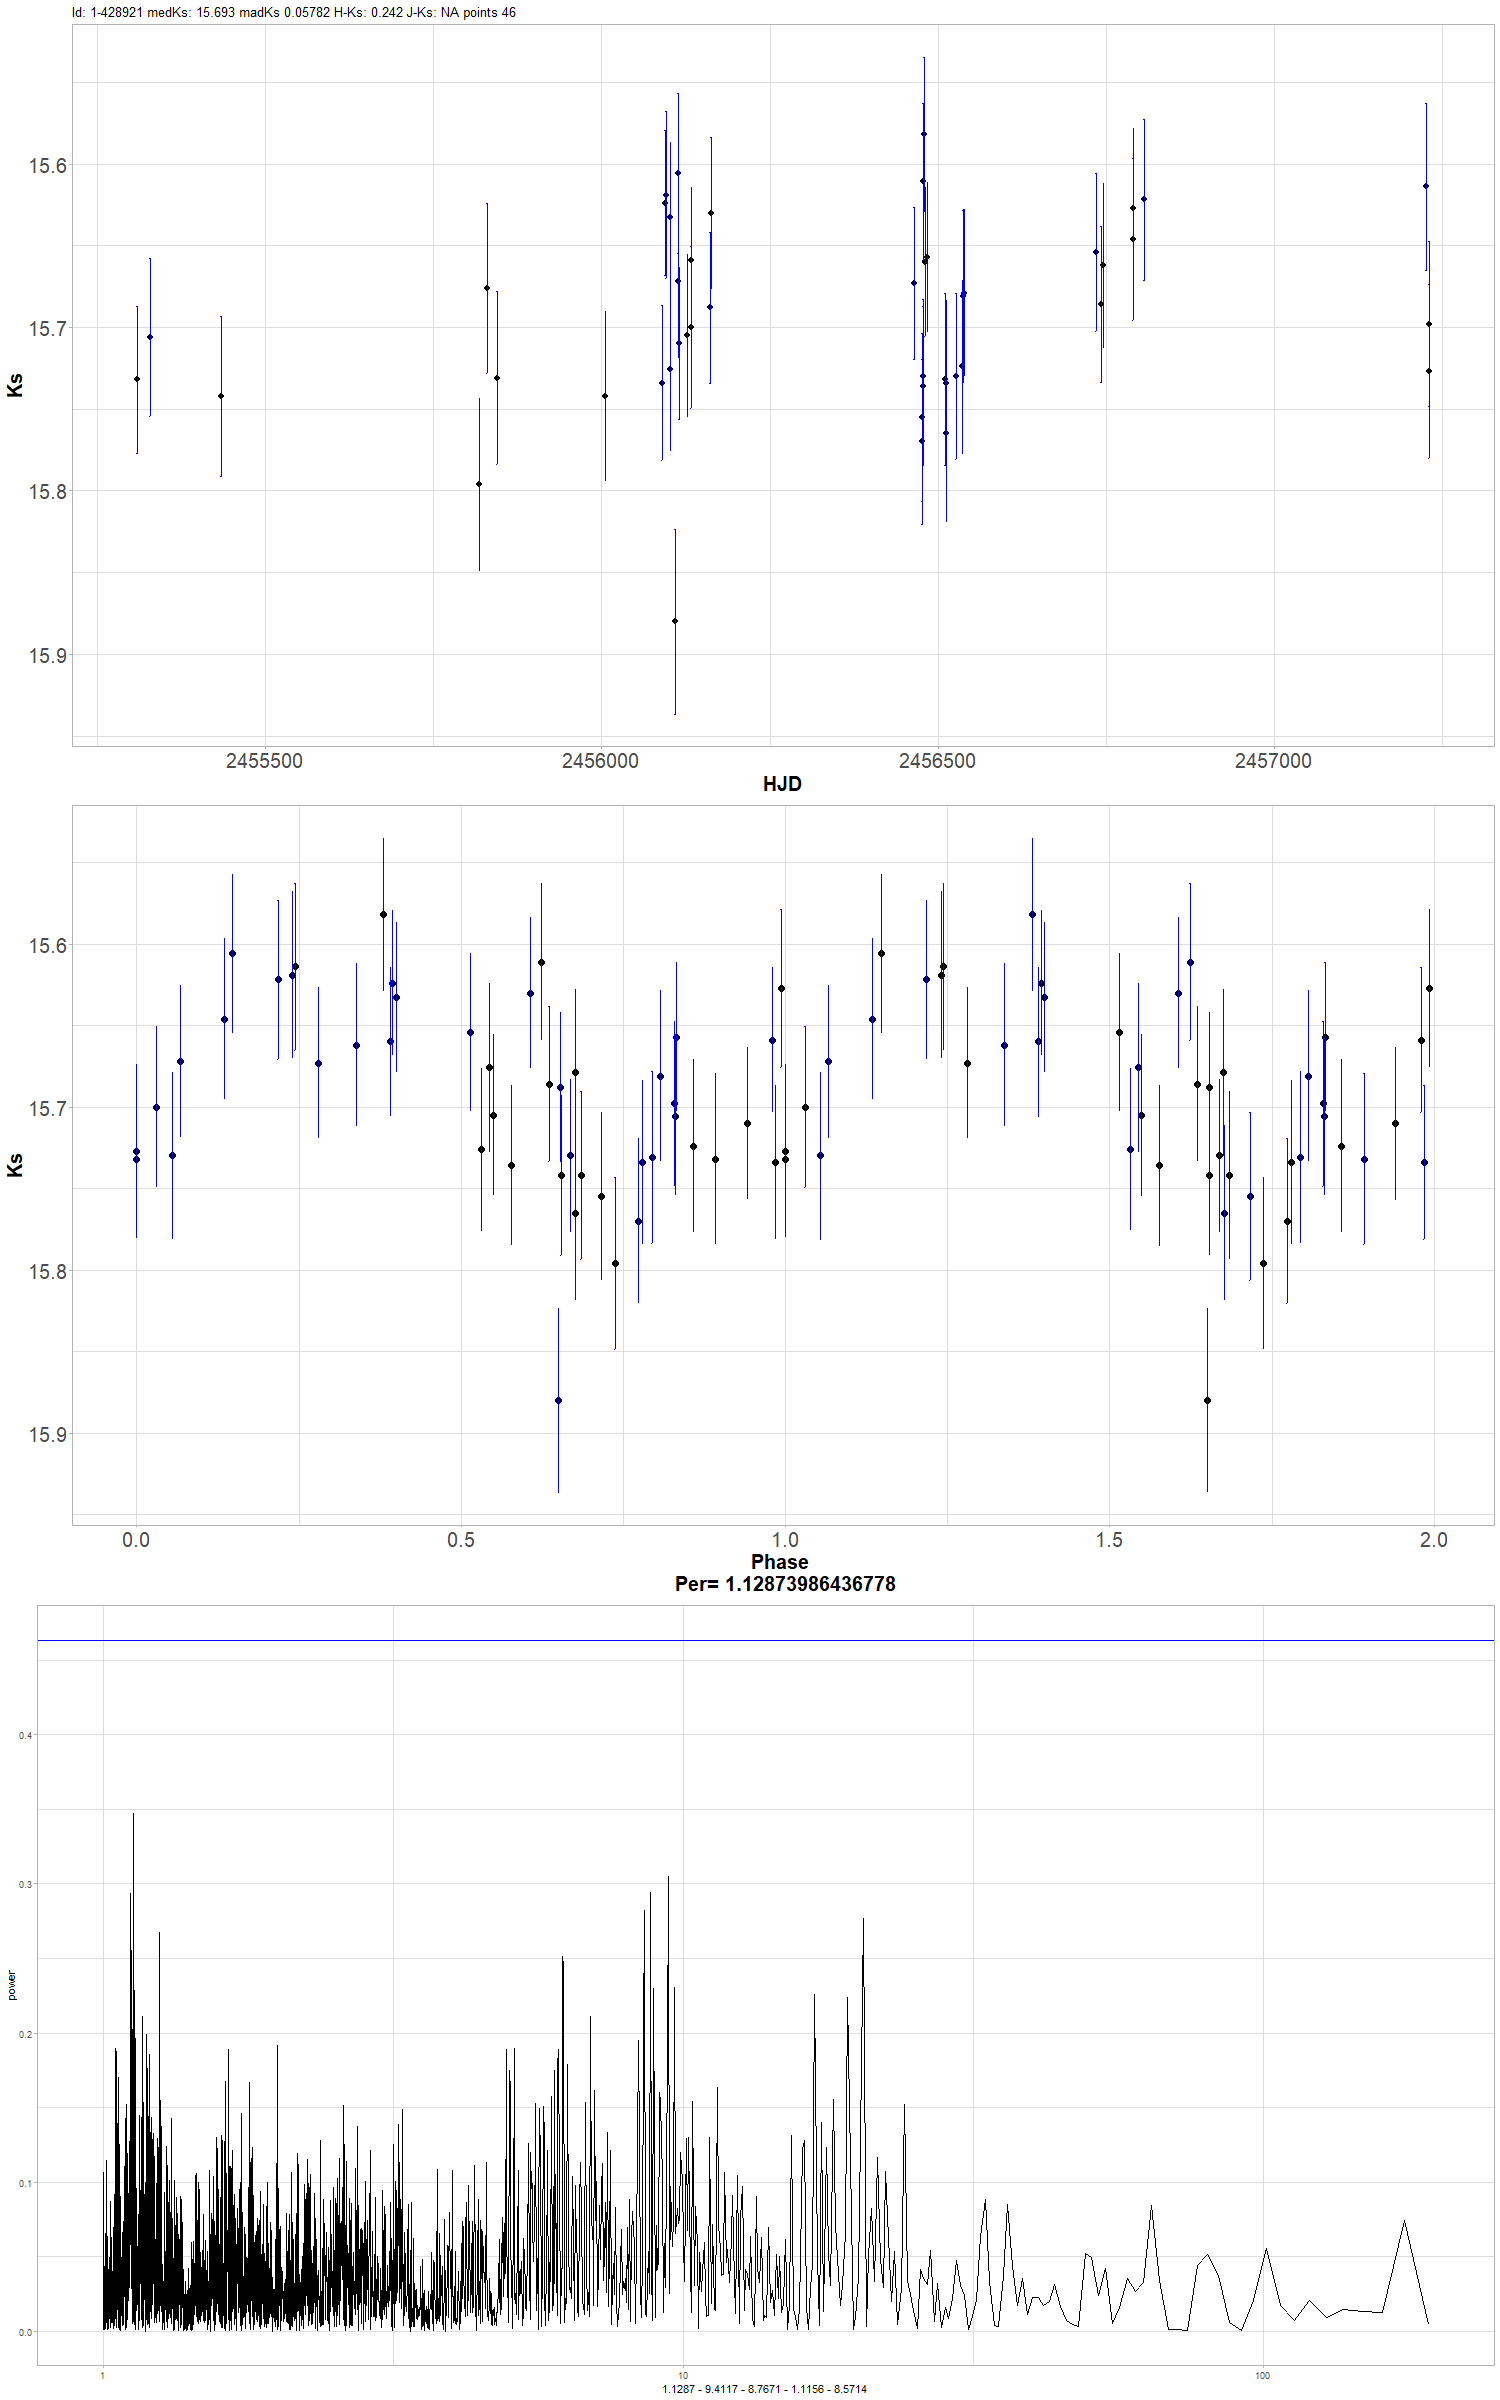 Id: 1-428921 medKs: 15.693 madKs 0.05782 H-Ks: 0.242 J-Ks: NA points 46
15.6
15.7
15.8
15.9
Ks
2455500 2456000 2456500 2457000
HJD
15.6
15.7
15.8
15.9
Ks
0.0 0.5 1.0 1.5 2.0
Phase
Per= 1.12873986436778
0.4
0.3
0.2
0.1
0.0
power
1 10 100
1.1287 - 9.4117 - 8.7671 - 1.1156 - 8.5714